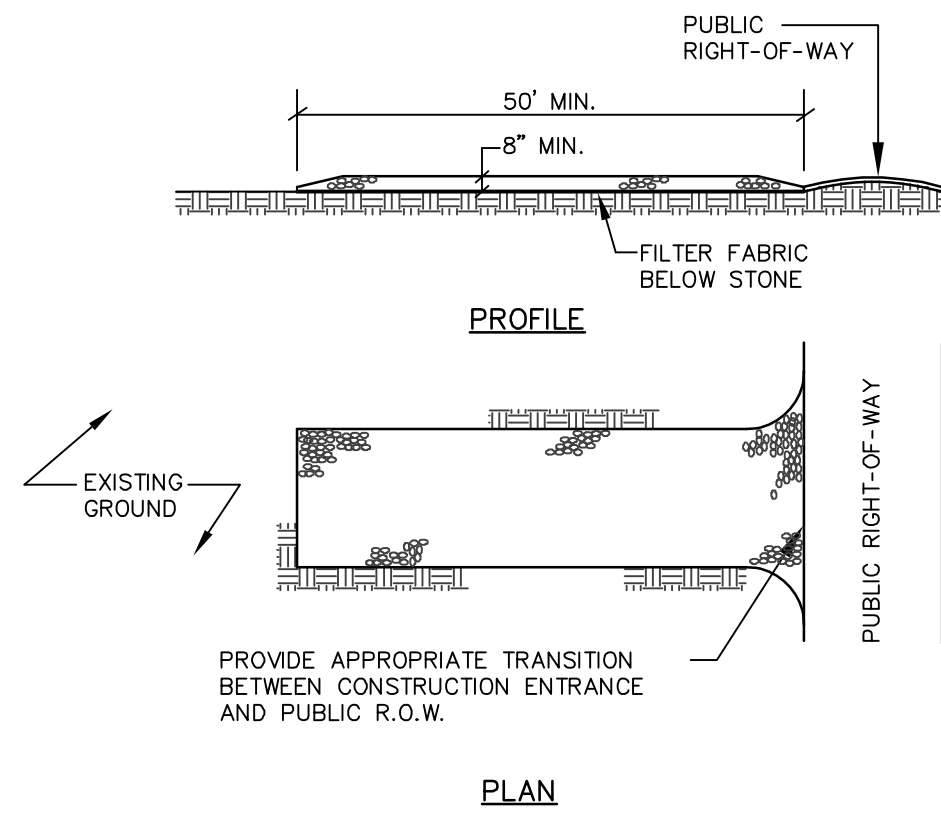 PUBLIC
RIGHT-OF-WAY
50' MIN.
8" MIN.
FILTER FABRIC
BELOW STONE
PROFILE
EXISTING
GROUND
PUBLIC RIGHT-OF-WAY
PROVIDE APPROPRIATE TRANSITION
BETWEEN CONSTRUCTION ENTRANCE
AND PUBLIC R.O.W.
PLAN